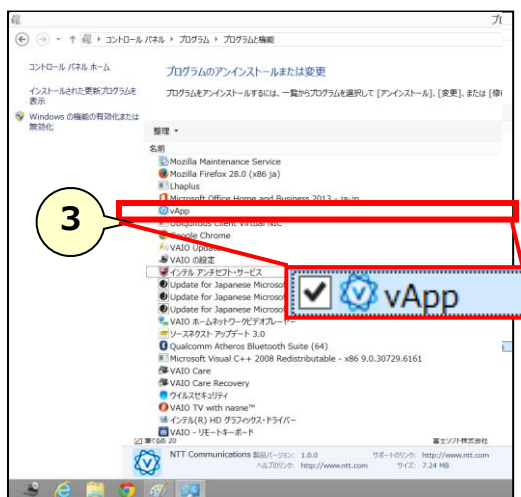 プロ
コントロール パネル ▸ プログラム ▸ プログラムと機能
コントロール パネル ホーム
インストールされた更新プログラムを
表示
Windows の機能の有効化または
無効化
プログラムのアンインストールまたは変更
プログラムをアンインストールするには、一覧からプログラムを選択して [アンインストール]、[変更]、または [修
整理
名前
Mozilla Maintenance Service
Mozilla Firefox 28.0 (x86 ja)
Lhaplus
Microsoft Office Home and Business 2013 - ja-jp
vApp
Ubiquitous Client Virtual NIC
Google Chrome
VAIO Update
VAIO の設定
インテル アンチセフト・サービス
Update for Japanese Microsof
Update for Japanese Microsof
Update for Japanese Microsof
VAIO ホームネットワークビデオプレーヤー
ソースネクスト アップデート 3.0
Qualcomm Atheros Bluetooth Suite (64)
Microsoft Visual C++ 2008 Redistributable - x86 9.0.30729.6161
VAIO Care
VAIO Care Recovery
ウイルスセキュリティ
VAIO TV with nasne™
インテル(R) HD グラフィックス・ドライバー
VAIO - リモートキーボード
筆ぐるめ 20 富士ソフト株式会社
3
vApp
NTT Communications 製品バージョン: 1.0.0 サポートのリンク: http://www.ntt.com
ヘルプのリンク: http://www.ntt.com サイズ: 7.24 MB